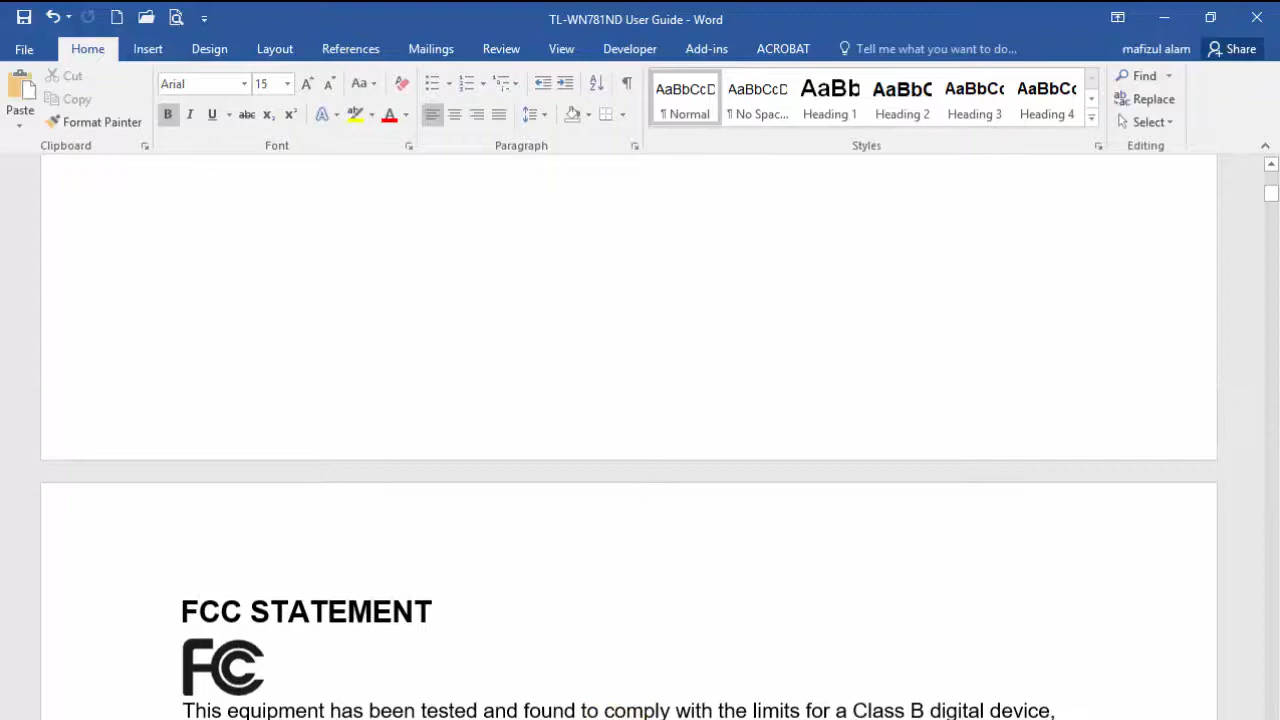 TL-WN781ND User Guide - Word
File Home Insert Design Layout References Mailings Review View Developer Add-ins ACROBAT Tell me what you want to do... mafizul alam Share
Paste
Cut
Copy
Format Painter
Clipboard
Arial 15
Aa
B I U abc X₂ X² A A
Font
Paragraph
AaBbCcD AaBbCcD AaBb AaBbC AaBbCc AaBbCc
¶ Normal ¶ No Spac... Heading 1 Heading 2 Heading 3 Heading 4
Styles
Find
Replace
Select
Editing
FCC STATEMENT
FC
This equipment has been tested and found to comply with the limits for a Class B digital device,